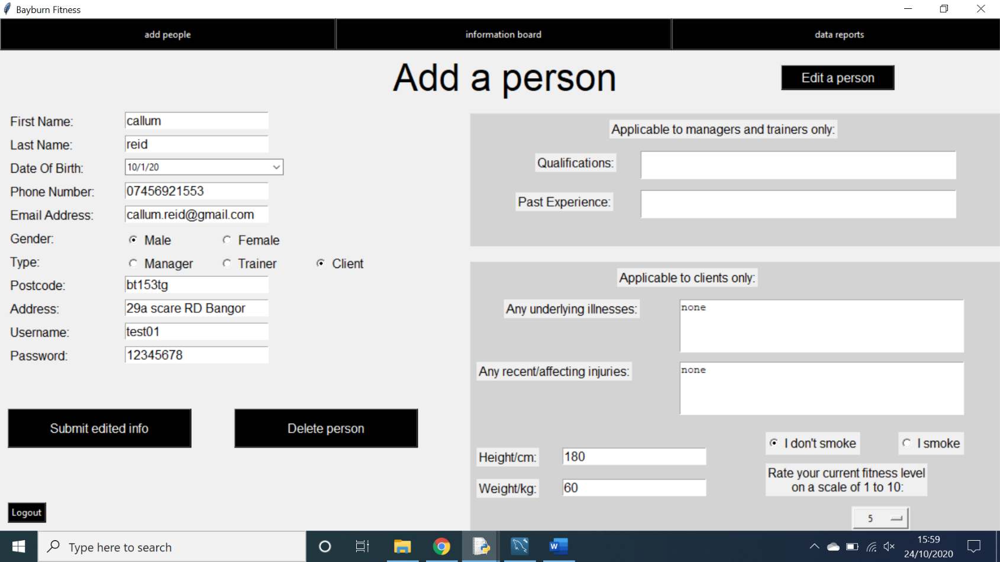 Bayburn Fitness
add people
information board
data reports
Add a person
Edit a person
First Name:
callum
Last Name:
reid
Date Of Birth:
10/1/20
Phone Number:
07456921553
Email Address:
callum.reid@gmail.com
Gender:
Male
Female
Type:
Manager
Trainer
Client
Postcode:
bt153tg
Address:
29a scare RD Bangor
Username:
test01
Password:
12345678
Submit edited info
Delete person
Logout
Applicable to managers and trainers only:
Qualifications:
Past Experience:
Applicable to clients only:
Any underlying illnesses:
none
Any recent/affecting injuries:
none
I don't smoke
I smoke
Height/cm:
180
Weight/kg:
60
Rate your current fitness level
on a scale of 1 to 10:
5
Type here to search
W
15:59
24/10/2020